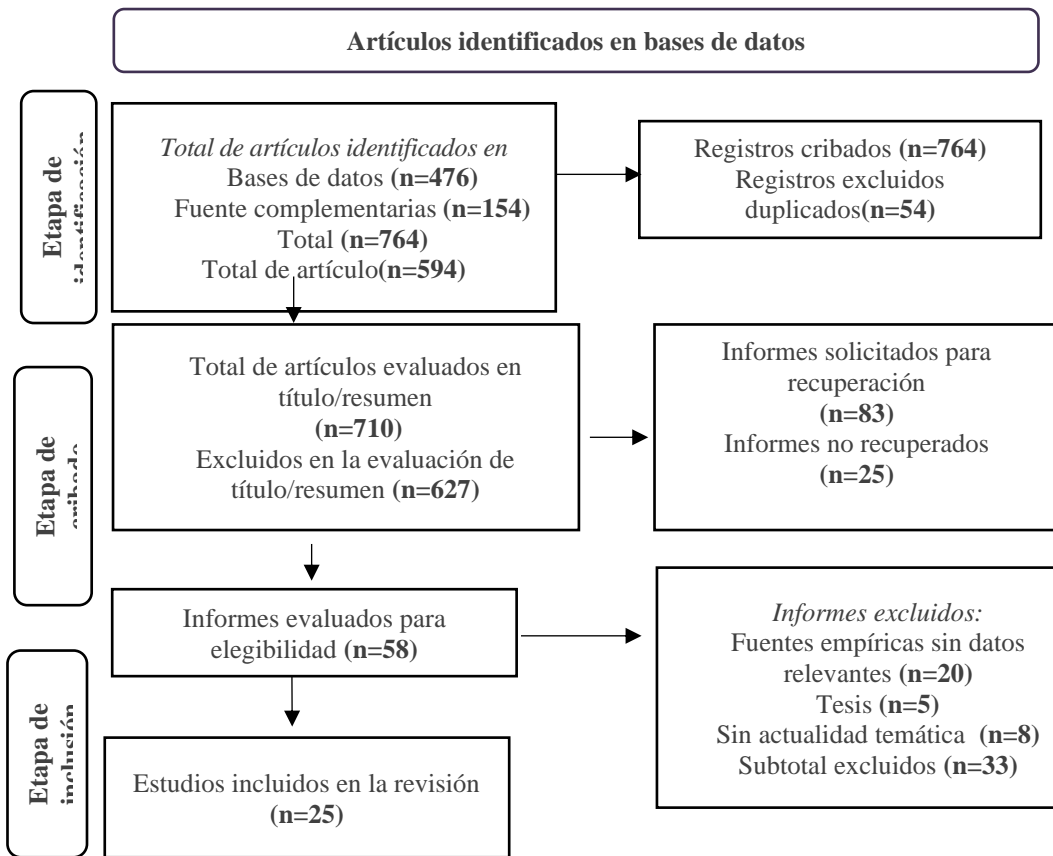 Artículos identificados en bases de datos
Etapa de
identificación
Total de artículos identificados en
Bases de datos (n=476)
Fuente complementarias (n=154)
Total (n=764)
Total de artículo(n=594)
Registros cribados (n=764)
Registros excluidos
duplicados(n=54)
Etapa de
cribado
Total de artículos evaluados en
título/resumen
(n=710)
Excluidos en la evaluación de
título/resumen (n=627)
Informes solicitados para
recuperación
(n=83)
Informes no recuperados
(n=25)
Informes evaluados para
elegibilidad (n=58)
Informes excluidos:
Fuentes empíricas sin datos
relevantes (n=20)
Tesis (n=5)
Sin actualidad temática (n=8)
Subtotal excluidos (n=33)
Etapa de
inclusión
Estudios incluidos en la revisión
(n=25)